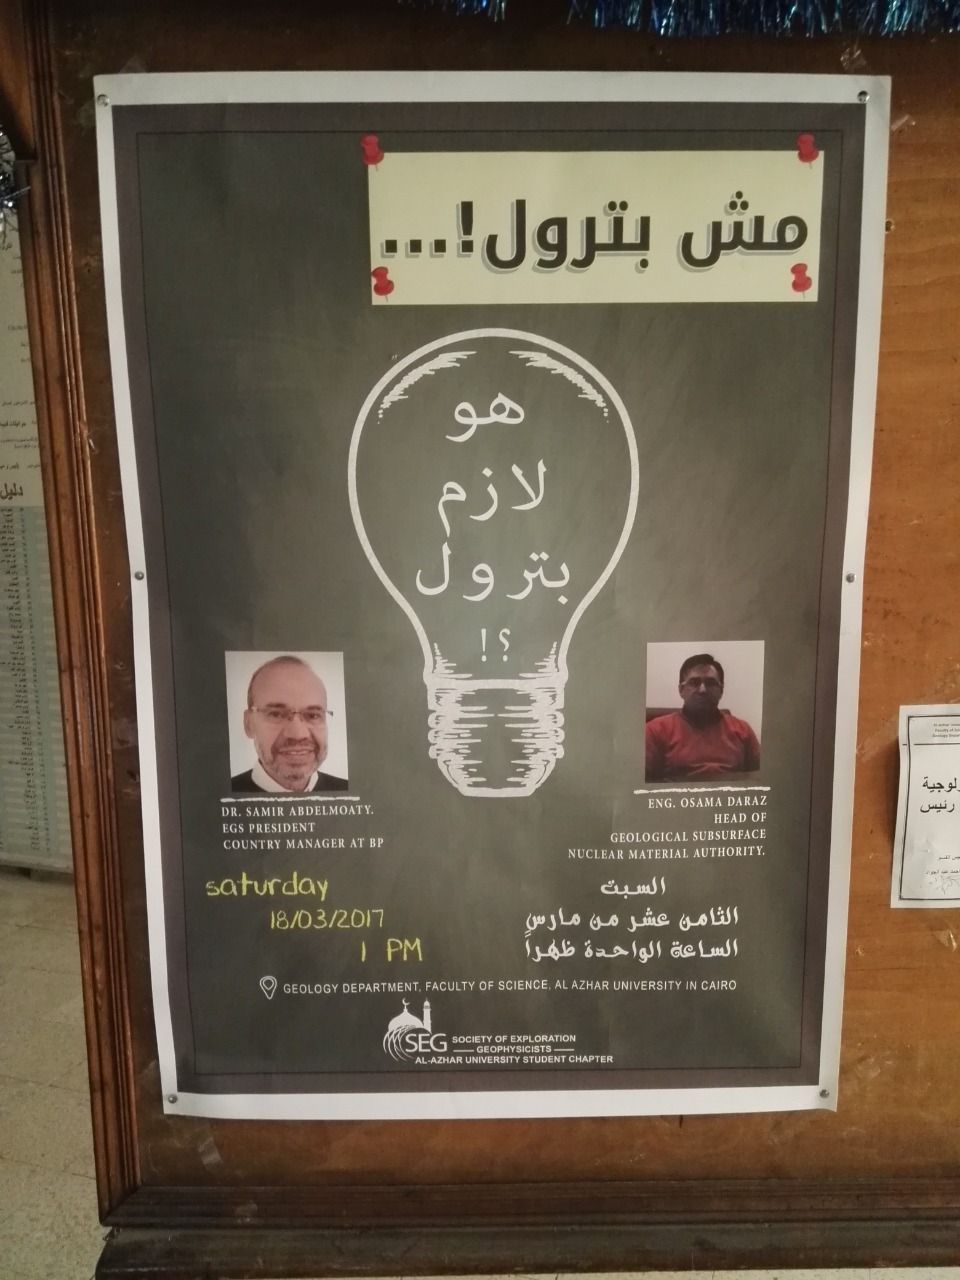 مش بترول!...
هو
لازم
بترول
؟!
DR. SAMIR ABDELMOATY.
EGS PRESIDENT
COUNTRY MANAGER AT BP
ENG. OSAMA DARAZ
HEAD OF
GEOLOGICAL SUBSURFACE
NUCLEAR MATERIAL AUTHORITY.
saturday
18/03/2017
1 PM
السبت
الثامن عشر من مارس
الساعة الواحدة ظهراً
GEOLOGY DEPARTMENT, FACULTY OF SCIENCE, AL AZHAR UNIVERSITY IN CAIRO
SEG SOCIETY OF EXPLORATION
GEOPHYSICISTS
AL-AZHAR UNIVERSITY STUDENT CHAPTER
دليل
رئيس